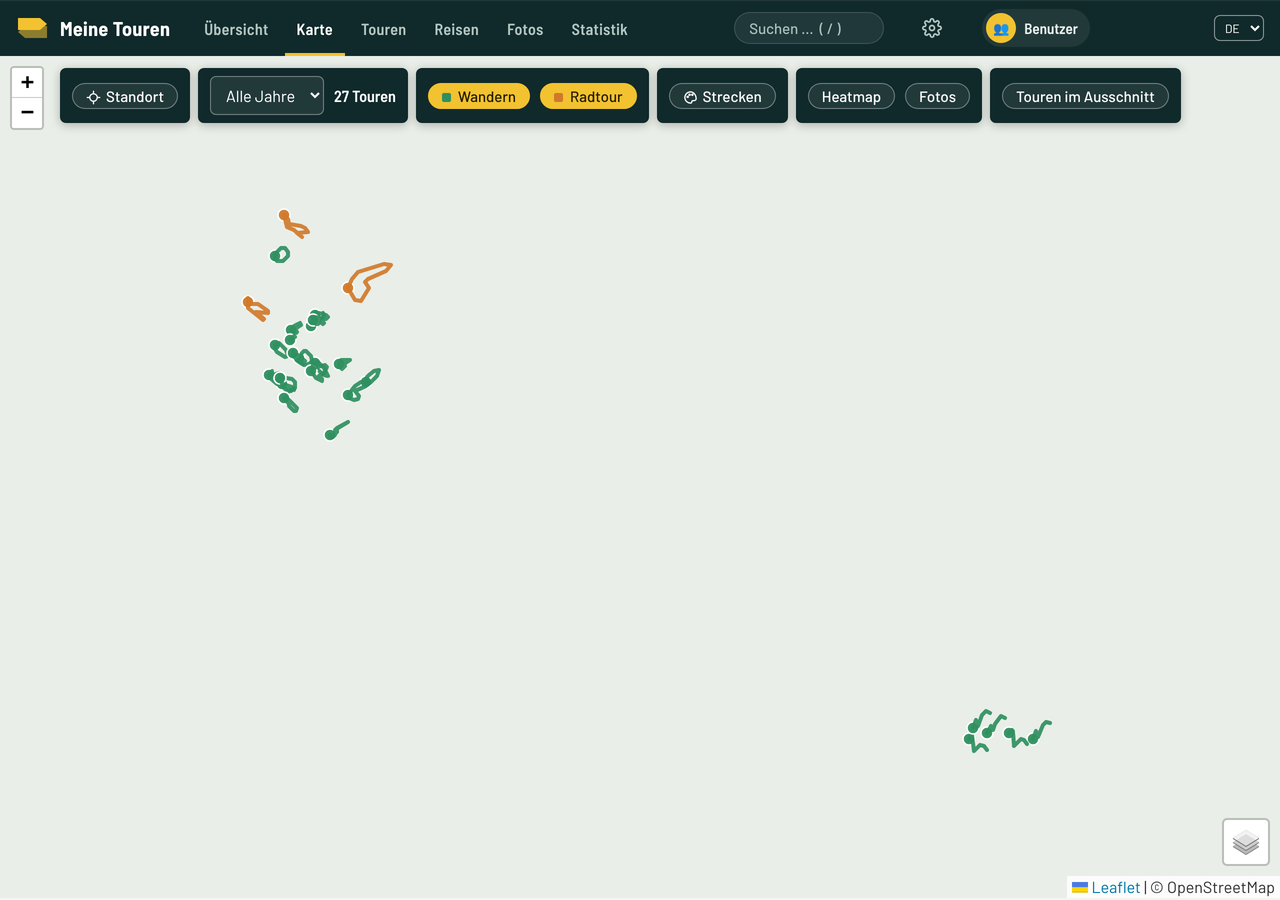 Meine Touren Übersicht Karte Touren Reisen Fotos Statistik Suchen ... ( / ) Benutzer DE
+
−
Standort Alle Jahre 27 Touren Wandern Radtour Strecken Heatmap Fotos Touren im Ausschnitt
Leaflet | © OpenStreetMap